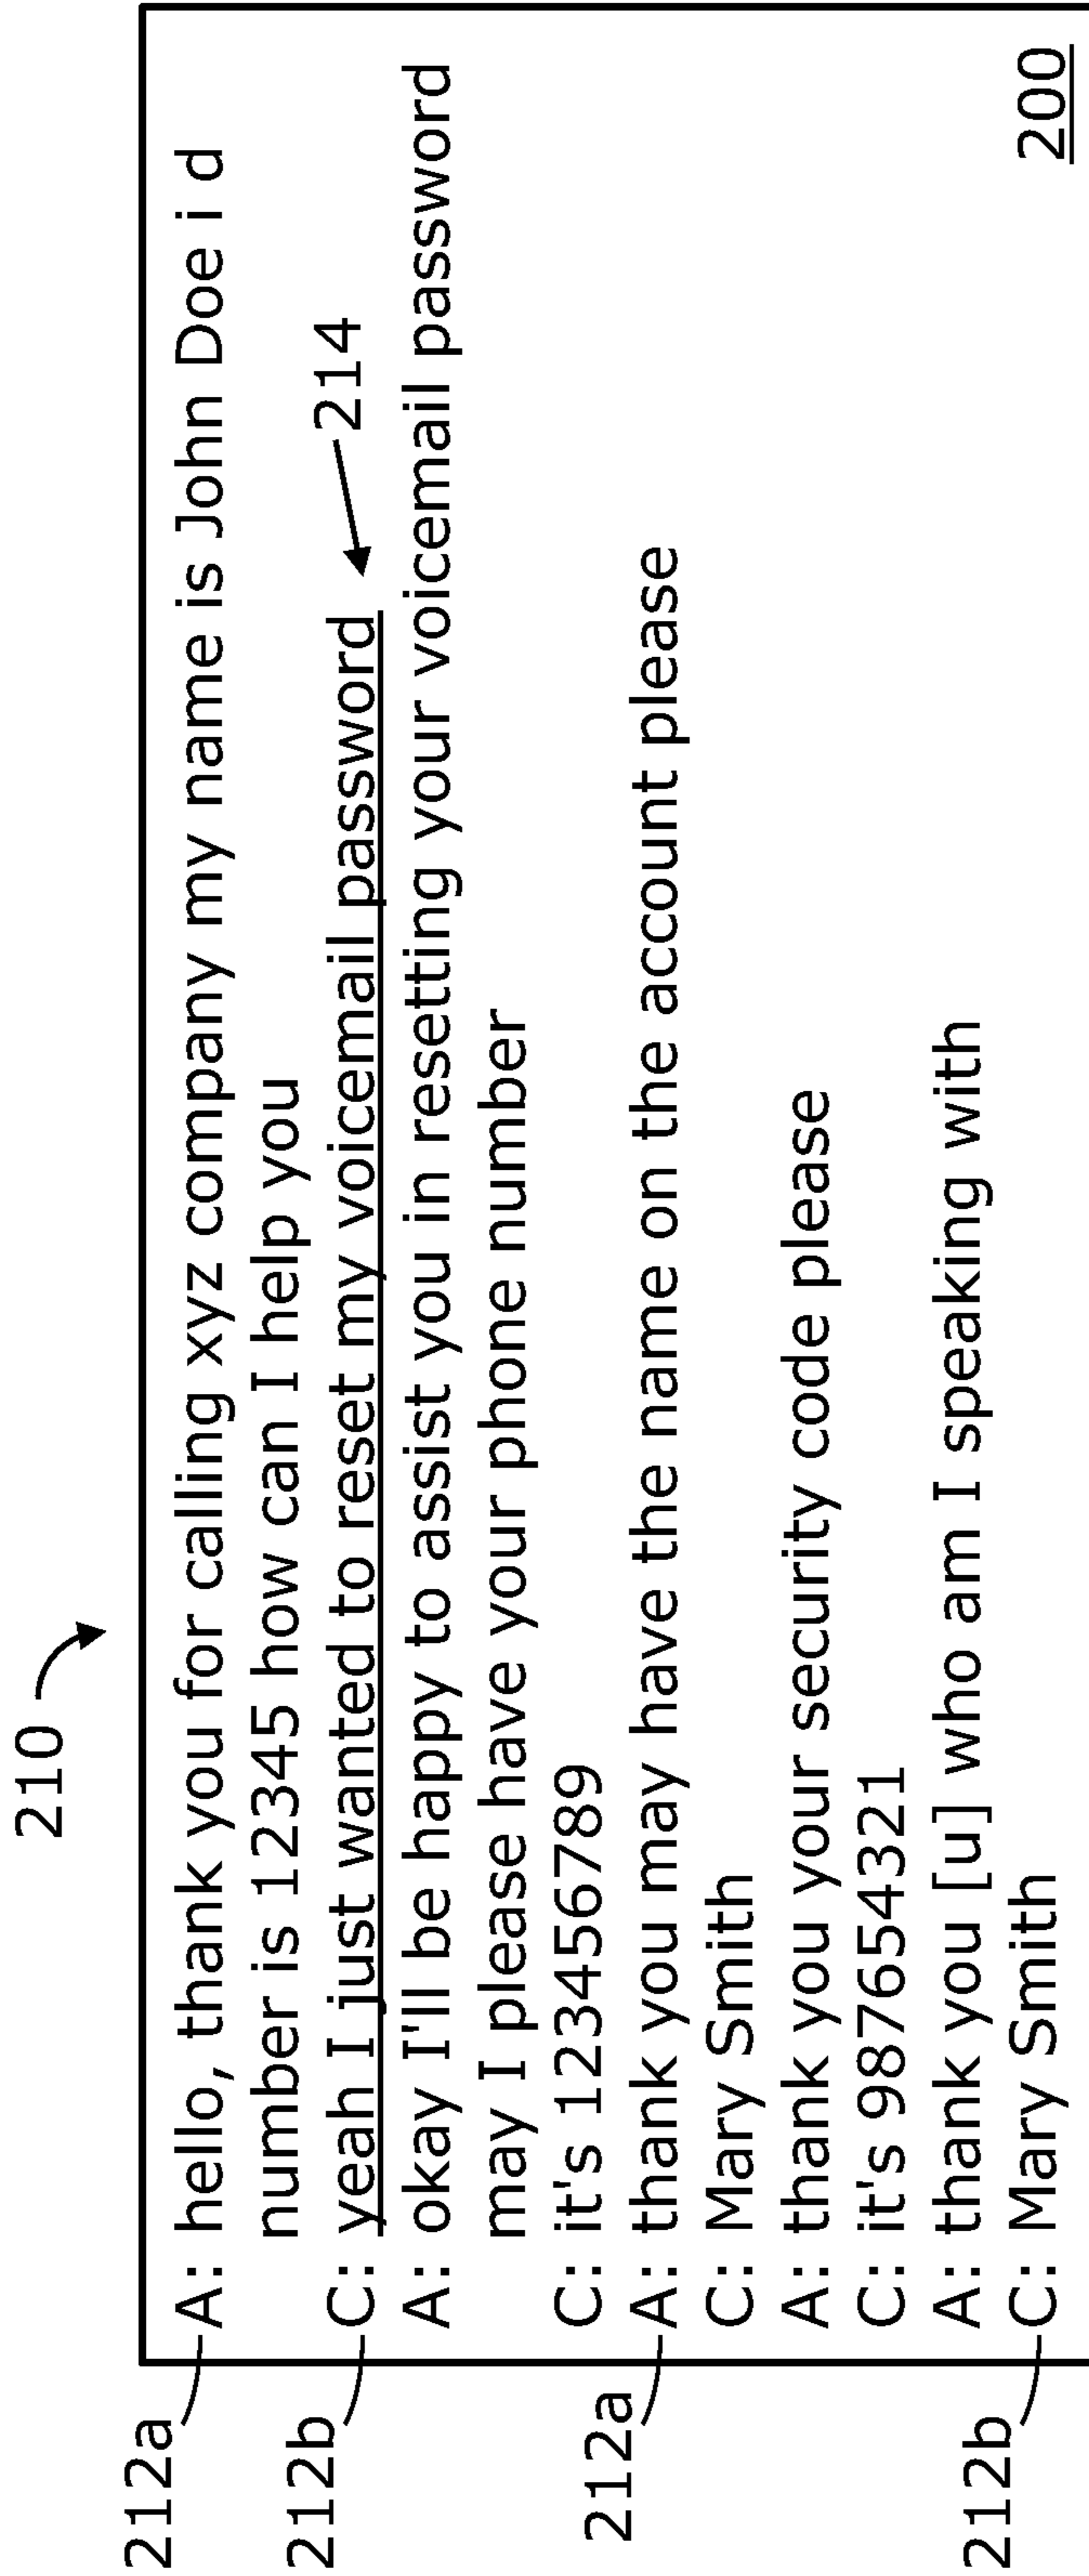 210
212a
A: hello, thank you for calling xyz company my name is John Doe i d
number is 12345 how can I help you
214
212b
C: yeah I just wanted to reset my voicemail password
A: okay I'll be happy to assist you in resetting your voicemail password
may I please have your phone number
C: it's 123456789
212a
A: thank you may have the name on the account please
C: Mary Smith
A: thank you your security code please
C: it's 987654321
A: thank you [u] who am I speaking with
212b
C: Mary Smith
200